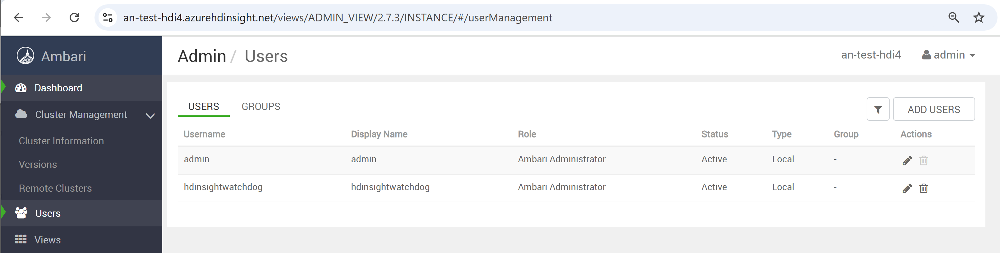 an-test-hdi4.azurehdinsight.net/views/ADMIN_VIEW/2.7.3/INSTANCE/#/userManagement
Ambari
Admin / Users
an-test-hdi4
admin
Dashboard
Cluster Management
Cluster Information
Versions
Remote Clusters
Users
Views
USERS GROUPS
ADD USERS
Username Display Name Role Status Type Group Actions
admin admin Ambari Administrator Active Local -
hdinsightwatchdog hdinsightwatchdog Ambari Administrator Active Local -